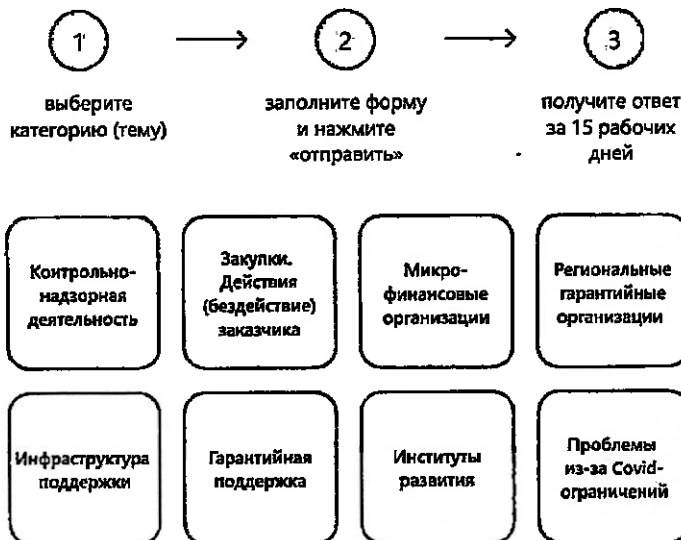 1
2
3
выберите
категорию (тему)
заполните форму
и нажмите
«отправить»
получите ответ
за 15 рабочих
дней
Контрольно-
надзорная
деятельность
Закупки.
Действия
(бездействие)
заказчика
Микро-
финансовые
организации
Региональные
гарантийные
организации
Инфраструктура
поддержки
Гарантийная
поддержка
Институты
развития
Проблемы
из-за Covid-
ограничений